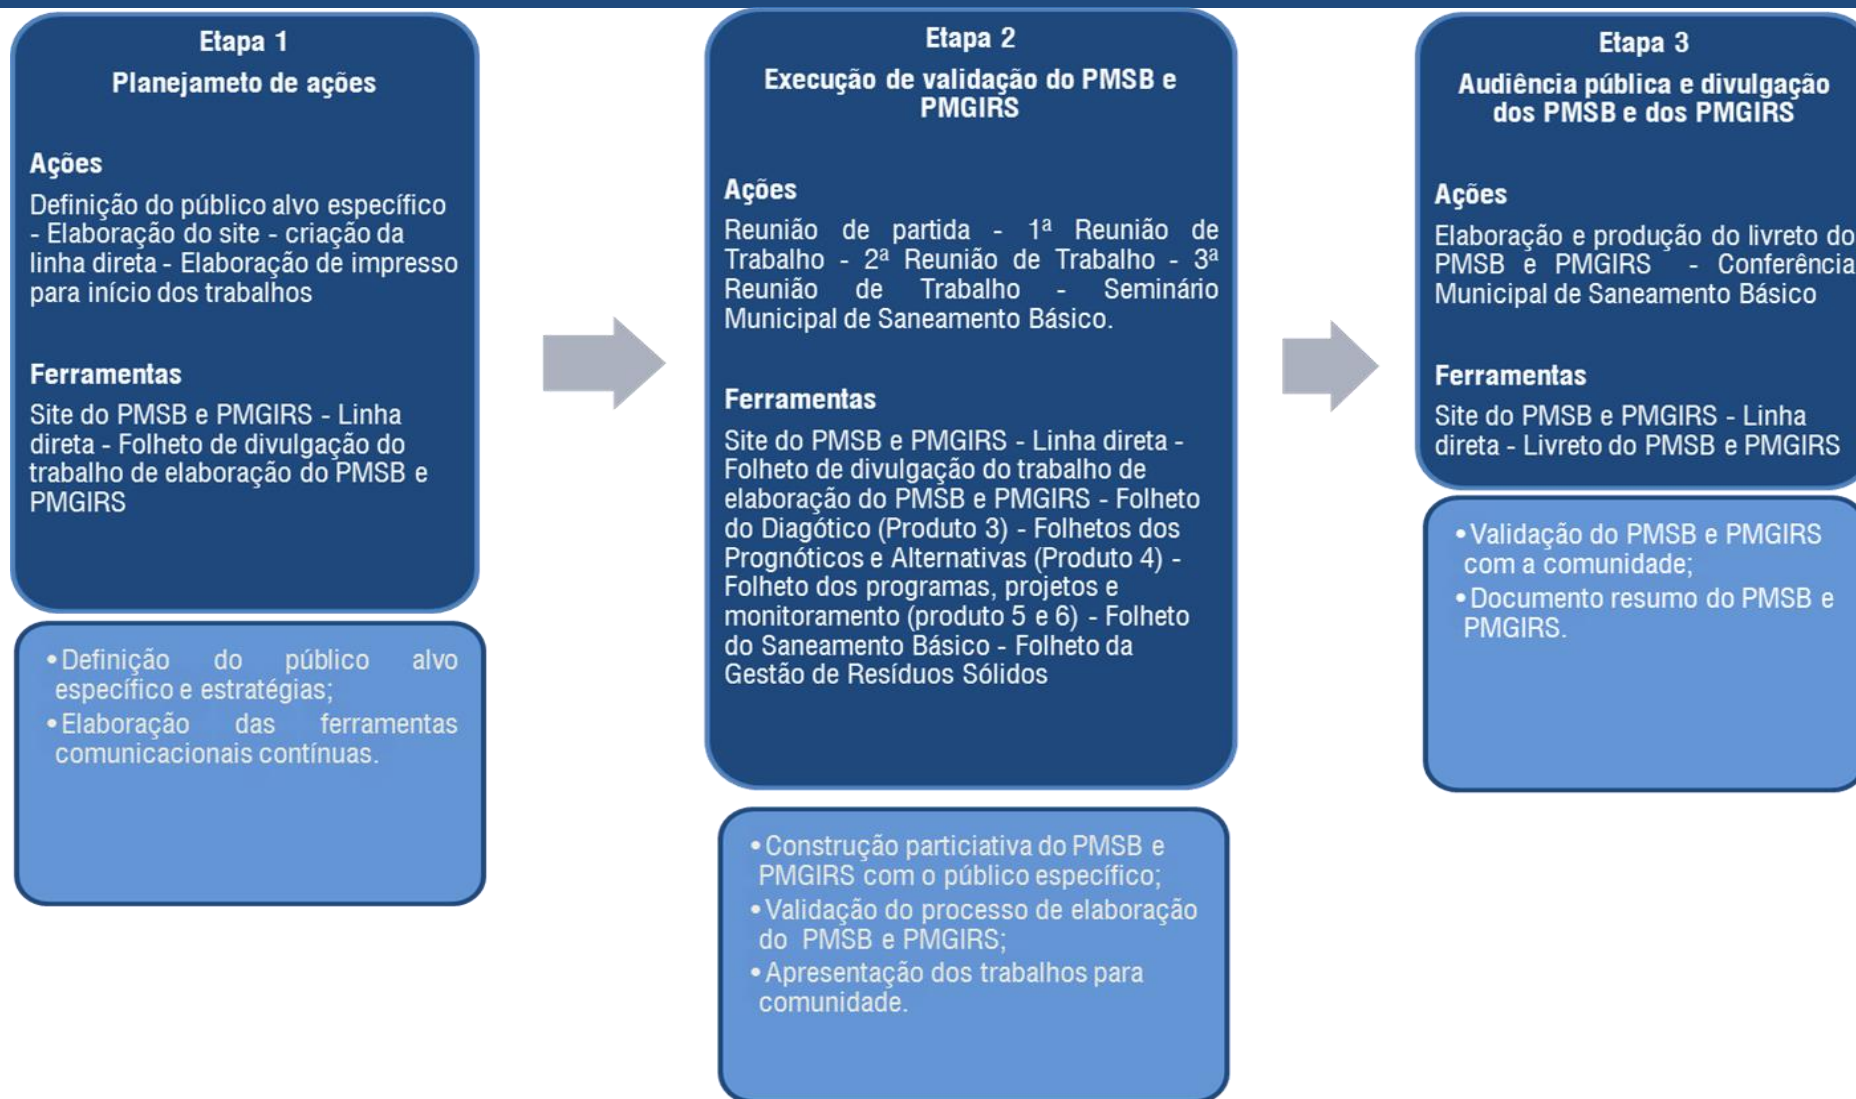 Etapa 1
Planejameto de ações
Ações
Definição do público alvo específico
- Elaboração do site - criação da
linha direta - Elaboração de impresso
para início dos trabalhos
Ferramentas
Site do PMSB e PMGIRS - Linha
direta - Folheto de divulgação do
trabalho de elaboração do PMSB e
PMGIRS
•Definição do público alvo
específico e estratégias;
•Elaboração das ferramentas
comunicacionais contínuas.
Etapa 2
Execução de validação do PMSB e
PMGIRS
Ações
Reunião de partida - 1ª Reunião de
Trabalho - 2ª Reunião de Trabalho - 3ª
Reunião de Trabalho - Seminário
Municipal de Saneamento Básico.
Ferramentas
Site do PMSB e PMGIRS - Linha direta -
Folheto de divulgação do trabalho de
elaboração do PMSB e PMGIRS - Folheto
do Diagótico (Produto 3) - Folhetos dos
Prognóticos e Alternativas (Produto 4) -
Folheto dos programas, projetos e
monitoramento (produto 5 e 6) - Folheto
do Saneamento Básico - Folheto da
Gestão de Resíduos Sólidos
•Construção particiativa do PMSB e
PMGIRS com o público específico;
•Validação do processo de elaboração
do PMSB e PMGIRS;
•Apresentação dos trabalhos para
comunidade.
Etapa 3
Audiência pública e divulgação
dos PMSB e dos PMGIRS
Ações
Elaboração e produção do livreto do
PMSB e PMGIRS - Conferência
Municipal de Saneamento Básico
Ferramentas
Site do PMSB e PMGIRS - Linha
direta - Livreto do PMSB e PMGIRS
•Validação do PMSB e PMGIRS
com a comunidade;
•Documento resumo do PMSB e
PMGIRS.